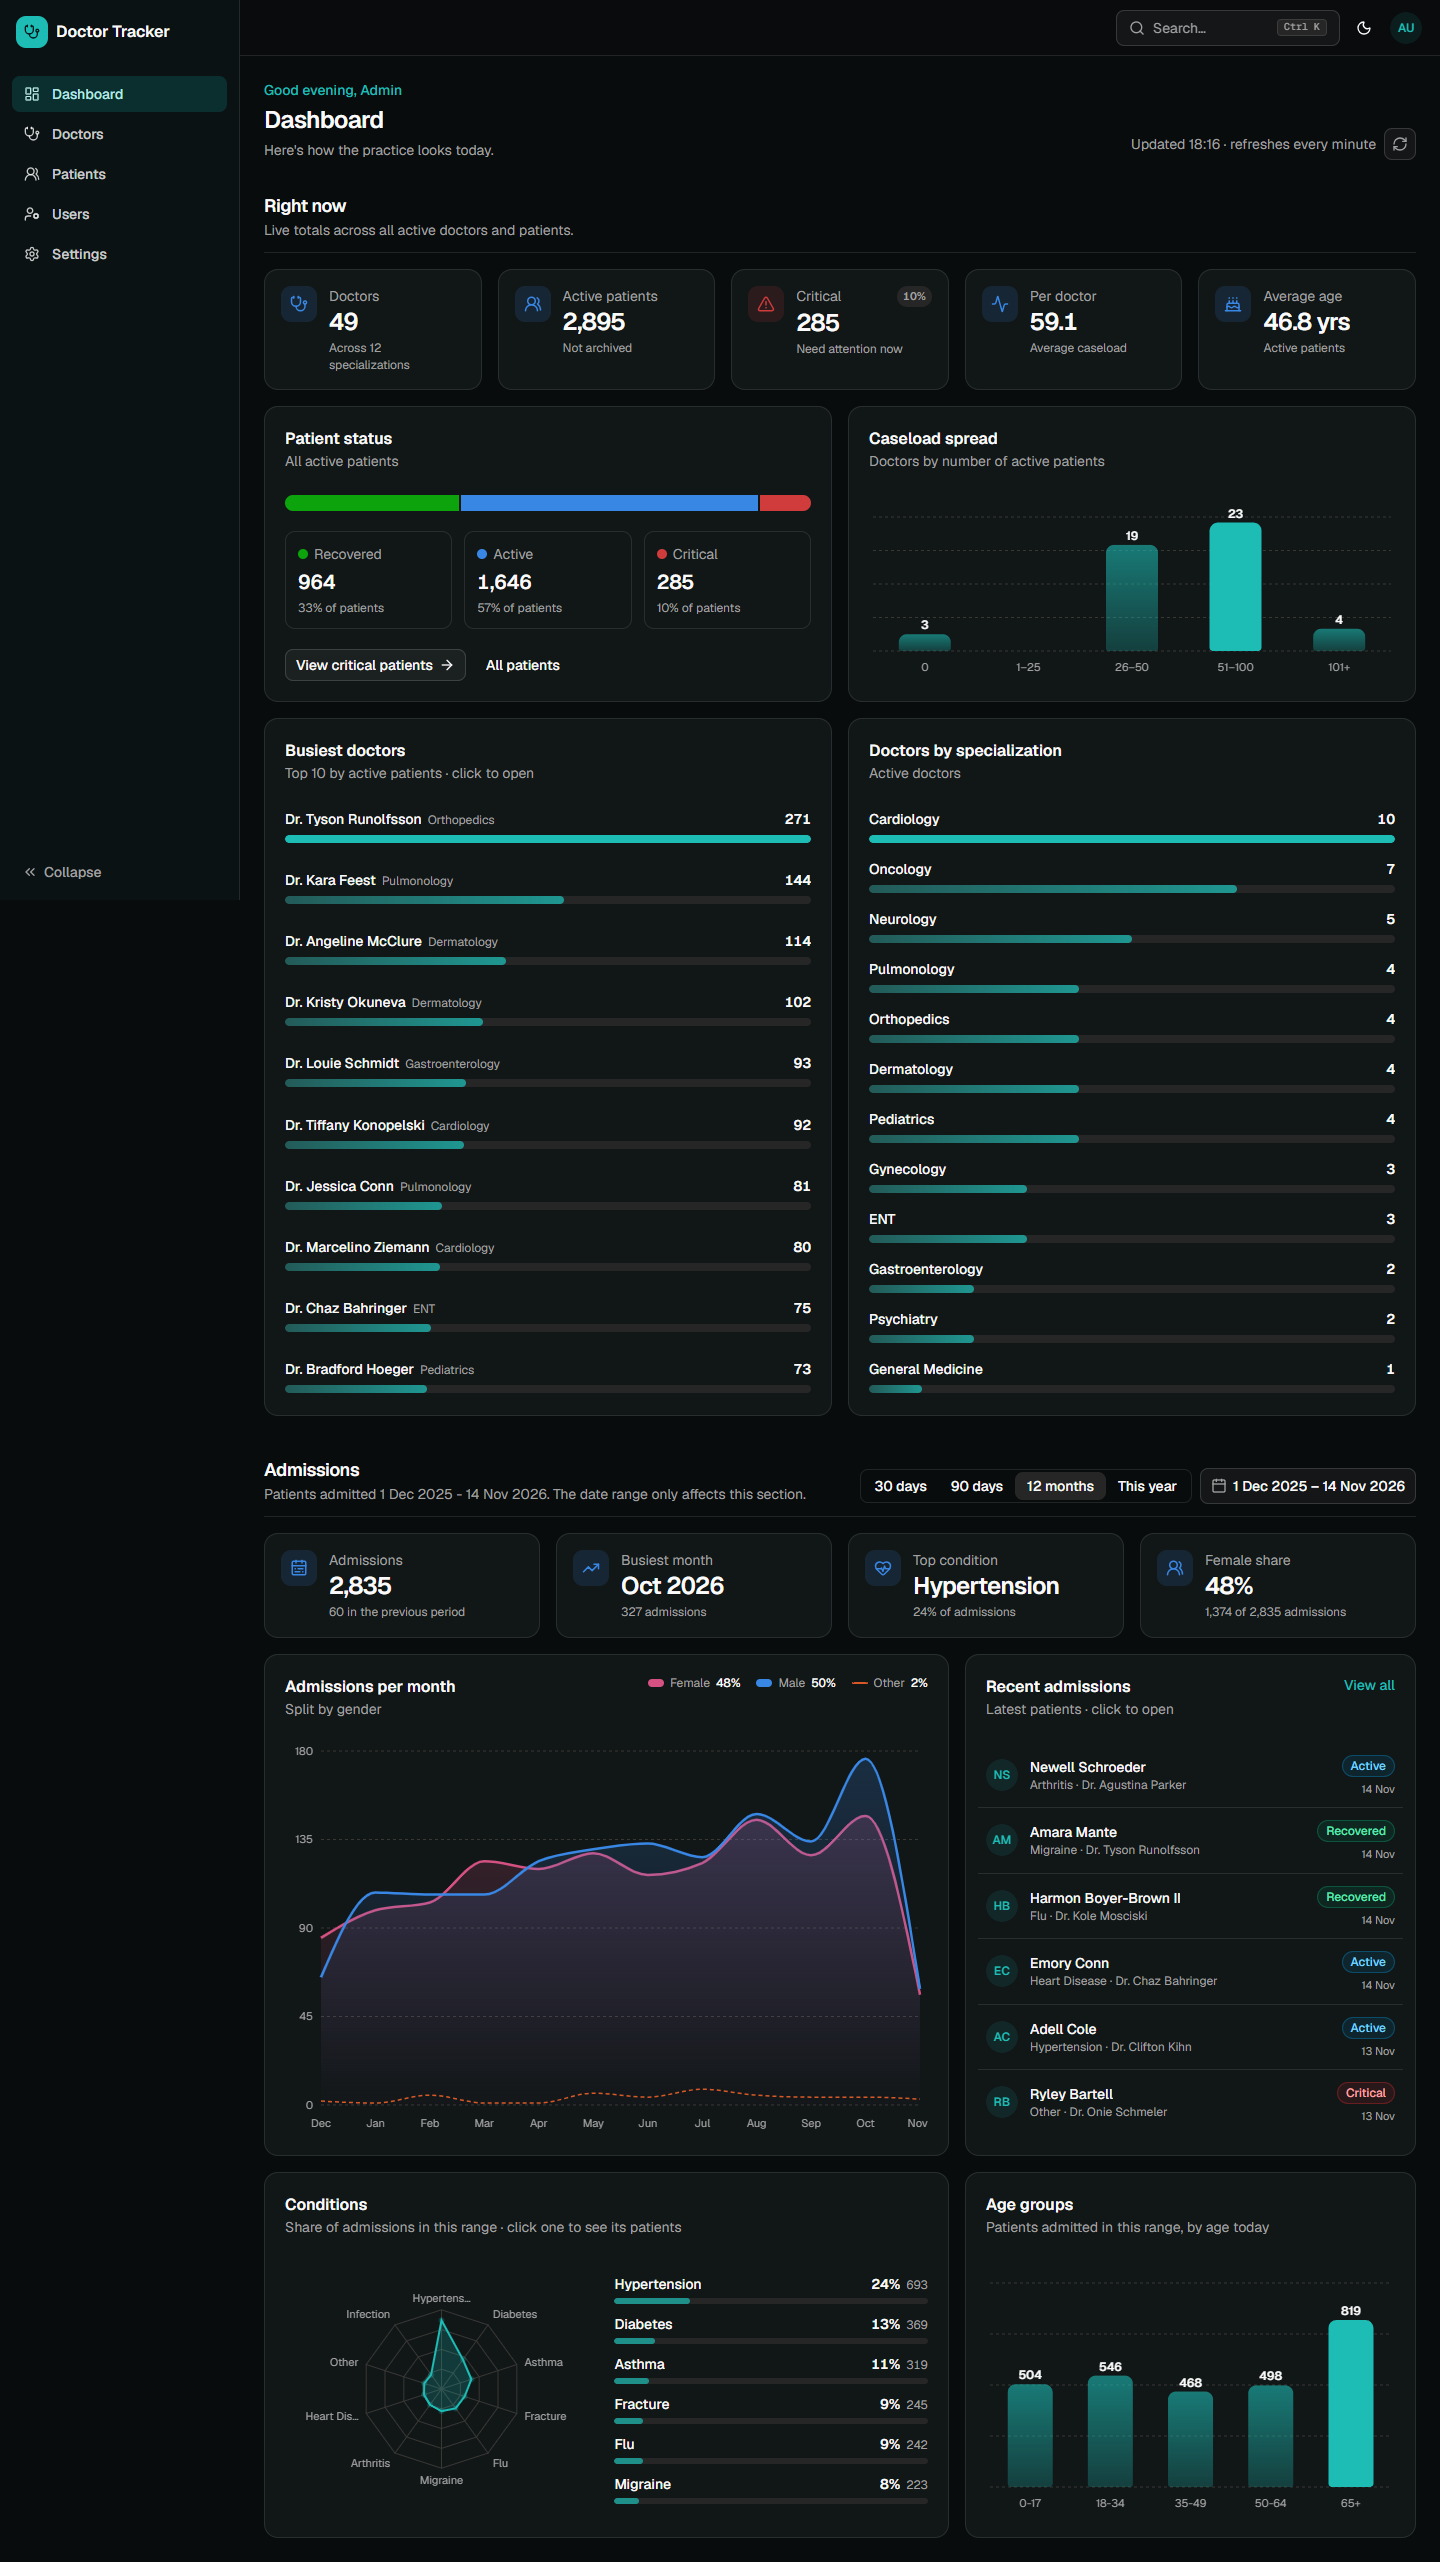 Doctor Tracker
Search...
Ctrl K
AU
Dashboard
Doctors
Patients
Users
Settings
Collapse
Good evening, Admin
Dashboard
Here's how the practice looks today.
Updated 18:16 · refreshes every minute
Right now
Live totals across all active doctors and patients.
Doctors
49
Across 12
specializations
Active patients
2,895
Not archived
Critical
10%
285
Need attention now
Per doctor
59.1
Average caseload
Average age
46.8 yrs
Active patients
Patient status
All active patients
Recovered
964
33% of patients
Active
1,646
57% of patients
Critical
285
10% of patients
View critical patients
All patients
Caseload spread
Doctors by number of active patients
3
19
23
4
0
1–25
26–50
51–100
101+
Busiest doctors
Top 10 by active patients · click to open
Dr. Tyson Runolfsson Orthopedics 271
Dr. Kara Feest Pulmonology 144
Dr. Angeline McClure Dermatology 114
Dr. Kristy Okuneva Dermatology 102
Dr. Louie Schmidt Gastroenterology 93
Dr. Tiffany Konopelski Cardiology 92
Dr. Jessica Conn Pulmonology 81
Dr. Marcelino Ziemann Cardiology 80
Dr. Chaz Bahringer ENT 75
Dr. Bradford Hoeger Pediatrics 73
Doctors by specialization
Active doctors
Cardiology 10
Oncology 7
Neurology 5
Pulmonology 4
Orthopedics 4
Dermatology 4
Pediatrics 4
Gynecology 3
ENT 3
Gastroenterology 2
Psychiatry 2
General Medicine 1
Admissions
Patients admitted 1 Dec 2025 - 14 Nov 2026. The date range only affects this section.
30 days
90 days
12 months
This year
1 Dec 2025 – 14 Nov 2026
Admissions
2,835
60 in the previous period
Busiest month
Oct 2026
327 admissions
Top condition
Hypertension
24% of admissions
Female share
48%
1,374 of 2,835 admissions
Admissions per month
Split by gender
Female 48%
Male 50%
Other 2%
180
135
90
45
0
Dec
Jan
Feb
Mar
Apr
May
Jun
Jul
Aug
Sep
Oct
Nov
Recent admissions
View all
Latest patients · click to open
NS
Newell Schroeder
Arthritis · Dr. Agustina Parker
Active
14 Nov
AM
Amara Mante
Migraine · Dr. Tyson Runolfsson
Recovered
14 Nov
HB
Harmon Boyer-Brown II
Flu · Dr. Kole Mosciski
Recovered
14 Nov
EC
Emory Conn
Heart Disease · Dr. Chaz Bahringer
Active
14 Nov
AC
Adell Cole
Hypertension · Dr. Clifton Kihn
Active
13 Nov
RB
Ryley Bartell
Other · Dr. Onie Schmeler
Critical
13 Nov
Conditions
Share of admissions in this range · click one to see its patients
Hypertens...
Diabetes
Asthma
Fracture
Flu
Migraine
Arthritis
Heart Dis...
Other
Infection
Hypertension 24% 693
Diabetes 13% 369
Asthma 11% 319
Fracture 9% 245
Flu 9% 242
Migraine 8% 223
Age groups
Patients admitted in this range, by age today
504
546
468
498
819
0-17
18-34
35-49
50-64
65+